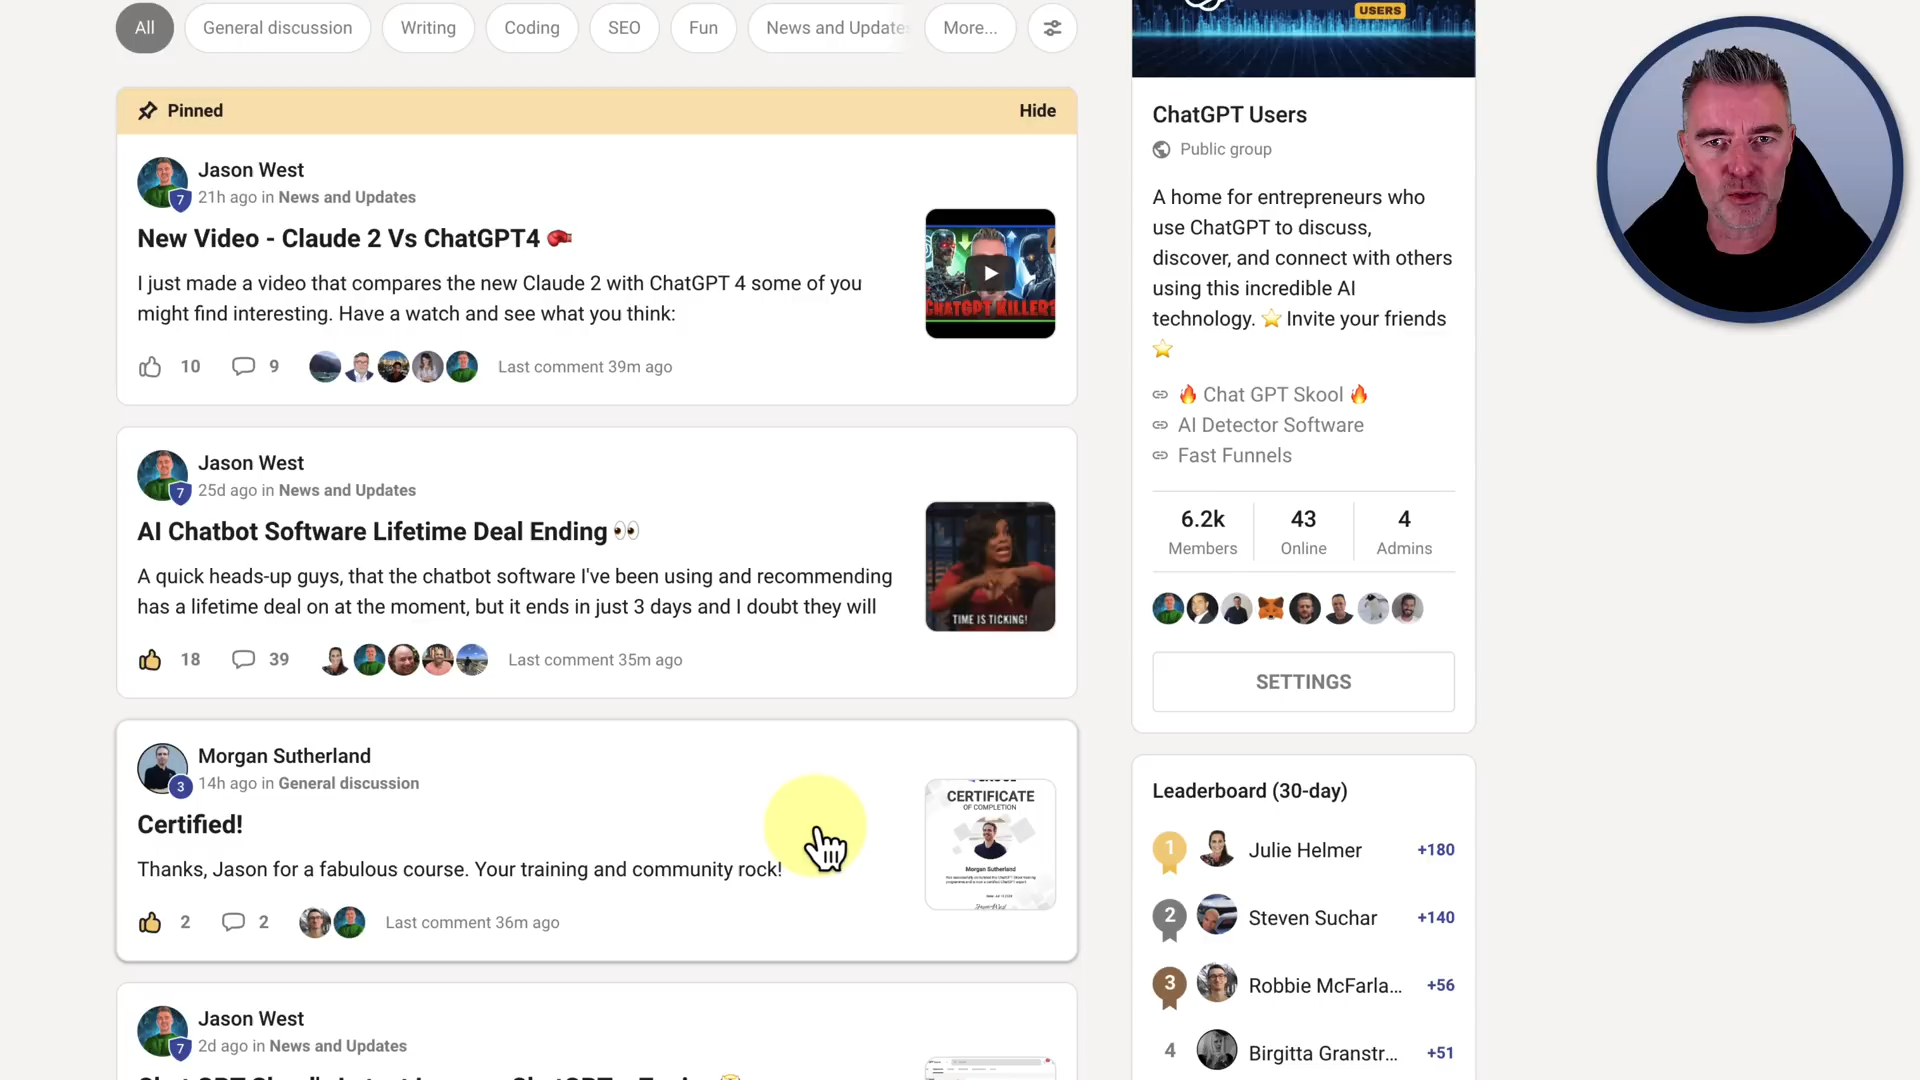 All
General discussion
Writing
Coding
SEO
Fun
News and Update
More...
USERS
Pinned
Hide
Jason West
7
21h ago in News and Updates
New Video - Claude 2 Vs ChatGPT4 🥊
I just made a video that compares the new Claude 2 with ChatGPT 4 some of you
might find interesting. Have a watch and see what you think:
CHATGPT KILLER?
10
9
Last comment 39m ago
Jason West
7
25d ago in News and Updates
AI Chatbot Software Lifetime Deal Ending 👀
A quick heads-up guys, that the chatbot software I've been using and recommending
has a lifetime deal on at the moment, but it ends in just 3 days and I doubt they will
TIME IS TICKING!
18
39
Last comment 35m ago
Morgan Sutherland
3
14h ago in General discussion
Certified!
Thanks, Jason for a fabulous course. Your training and community rock!
CERTIFICATE
OF COMPLETION
Morgan Sutherland
2
2
Last comment 36m ago
Jason West
7
2d ago in News and Updates
ChatGPT Users
Public group
A home for entrepreneurs who
use ChatGPT to discuss,
discover, and connect with others
using this incredible AI
technology. ⭐ Invite your friends
⭐
🔥 Chat GPT Skool 🔥
AI Detector Software
Fast Funnels
6.2k
Members
43
Online
4
Admins
SETTINGS
Leaderboard (30-day)
1
Julie Helmer
+180
2
Steven Suchar
+140
3
Robbie McFarla...
+56
4
Birgitta Granstr...
+51